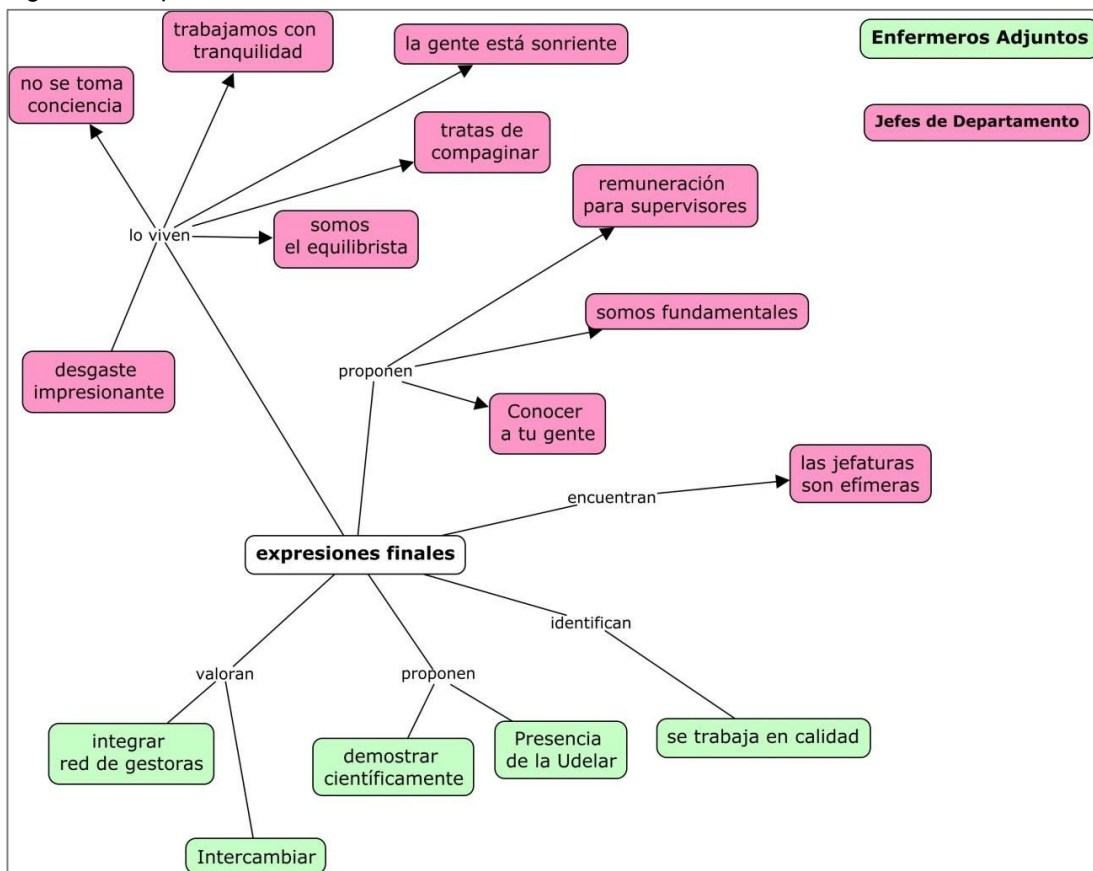 trabajamos con
tranquilidad
la gente está sonriente
Enfermeros Adjuntos
no se toma
conciencia
Jefes de Departamento
tratas de
compaginar
remuneración
para supervisores
lo viven
somos
el equilibrista
somos fundamentales
desgaste
impresionante
proponen
Conocer
a tu gente
las jefaturas
son efímeras
encuentran
expresiones finales
identifican
valoran
proponen
integrar
red de gestoras
demostrar
científicamente
Presencia
de la Udelar
se trabaja en calidad
Intercambiar